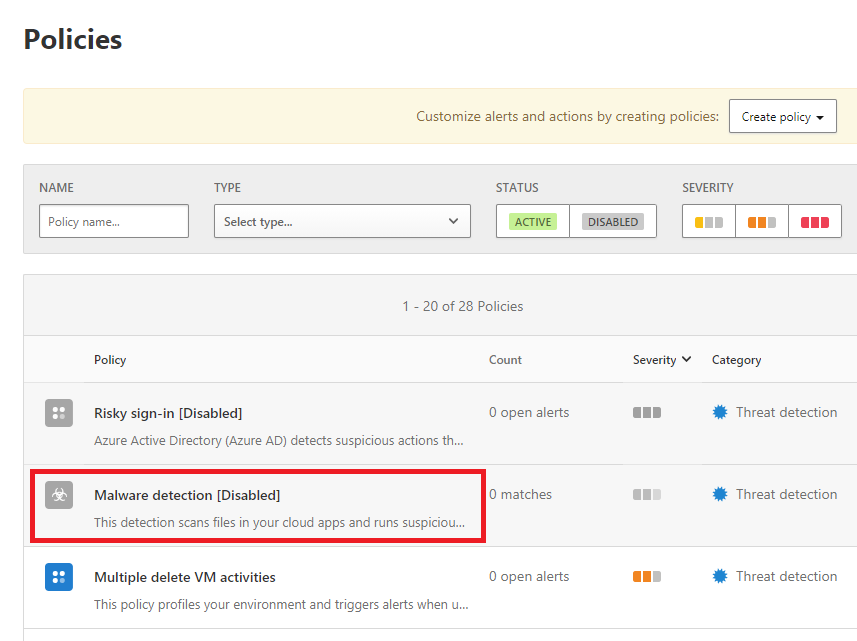 Policies
Customize alerts and actions by creating policies: Create policy
NAME TYPE STATUS SEVERITY
Policy name... Select type... ACTIVE DISABLED
1 - 20 of 28 Policies
Policy Count Severity Category
Risky sign-in [Disabled] 0 open alerts Threat detection
Azure Active Directory (Azure AD) detects suspicious actions th...
Malware detection [Disabled] 0 matches Threat detection
This detection scans files in your cloud apps and runs suspiciou...
Multiple delete VM activities 0 open alerts Threat detection
This policy profiles your environment and triggers alerts when u...